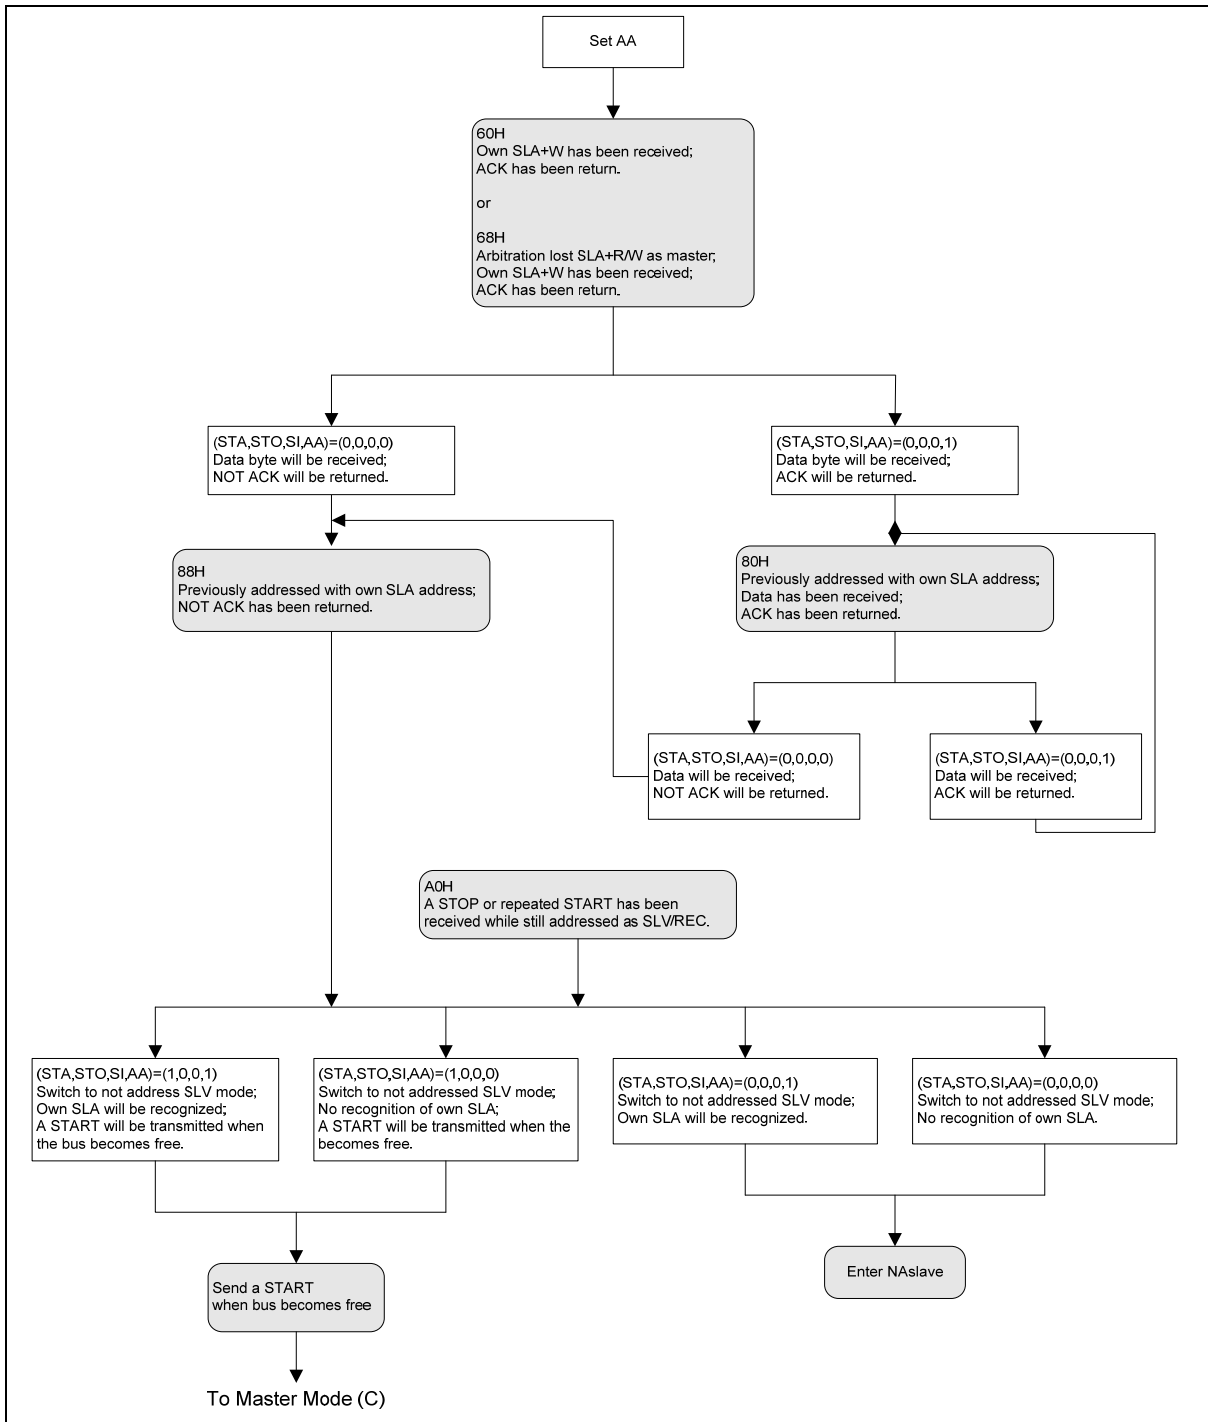 Set AA
60H
Own SLA+W has been received;
ACK has been return.
or
68H
Arbitration lost SLA+R/W as master;
Own SLA+W has been received;
ACK has been return.
(STA,STO,SI,AA)=(0,0,0,0)
Data byte will be received;
NOT ACK will be returned.
(STA,STO,SI,AA)=(0,0,0,1)
Data byte will be received;
ACK will be returned.
88H
Previously addressed with own SLA address;
NOT ACK has been returned.
80H
Previously addressed with own SLA address;
Data has been received;
ACK has been returned.
(STA,STO,SI,AA)=(0,0,0,0)
Data will be received;
NOT ACK will be returned.
(STA,STO,SI,AA)=(0,0,0,1)
Data will be received;
ACK will be returned.
A0H
A STOP or repeated START has been
received while still addressed as SLV/REC.
(STA,STO,SI,AA)=(1,0,0,1)
Switch to not address SLV mode;
Own SLA will be recognized;
A START will be transmitted when
the bus becomes free.
(STA,STO,SI,AA)=(1,0,0,0)
Switch to not addressed SLV mode;
No recognition of own SLA;
A START will be transmitted when the
becomes free.
(STA,STO,SI,AA)=(0,0,0,1)
Switch to not addressed SLV mode;
Own SLA will be recognized.
(STA,STO,SI,AA)=(0,0,0,0)
Switch to not addressed SLV mode;
No recognition of own SLA.
Send a START
when bus becomes free
Enter NAslave
To Master Mode (C)